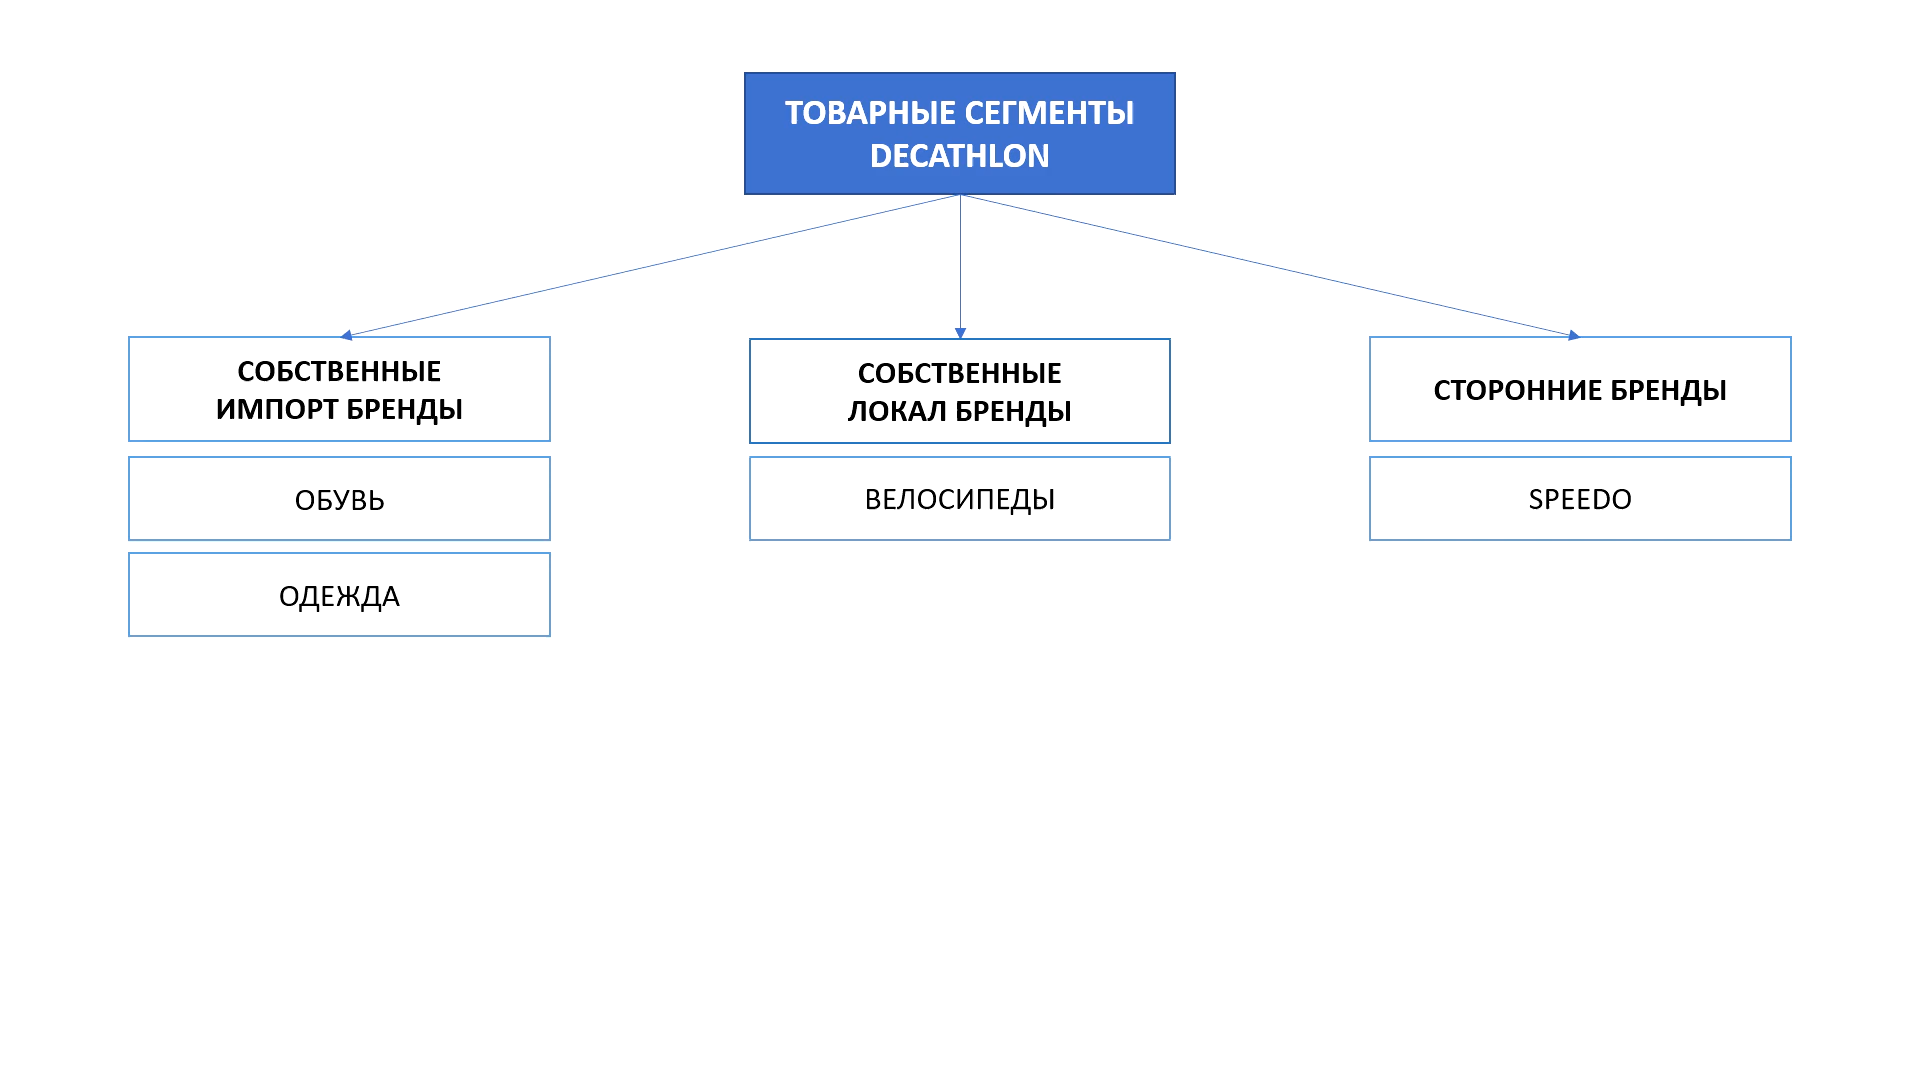 ТОВАРНЫЕ СЕГМЕНТЫ
DECATHLON
СОБСТВЕННЫЕ
ИМПОРТ БРЕНДЫ
СОБСТВЕННЫЕ
ЛОКАЛ БРЕНДЫ
СТОРОННИЕ БРЕНДЫ
ОБУВЬ
ВЕЛОСИПЕДЫ
SPEEDO
ОДЕЖДА